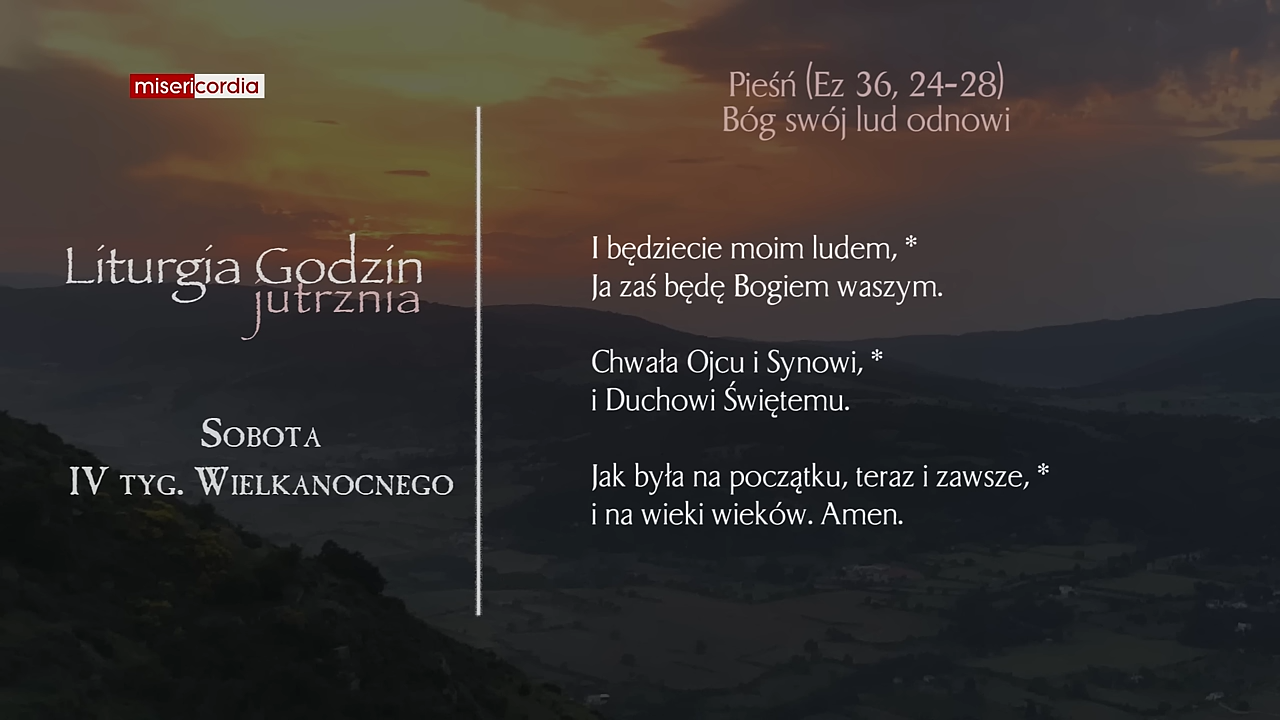 misericordia
Liturgia Godzin
jutrznia
Sobota
IV tyg. Wielkanocnego
Pieśń (Ez 36, 24-28)
Bóg swój lud odnowi
I będziecie moim ludem, *
Ja zaś będę Bogiem waszym.
Chwała Ojcu i Synowi, *
i Duchowi Świętemu.
Jak była na początku, teraz i zawsze, *
i na wieki wieków. Amen.